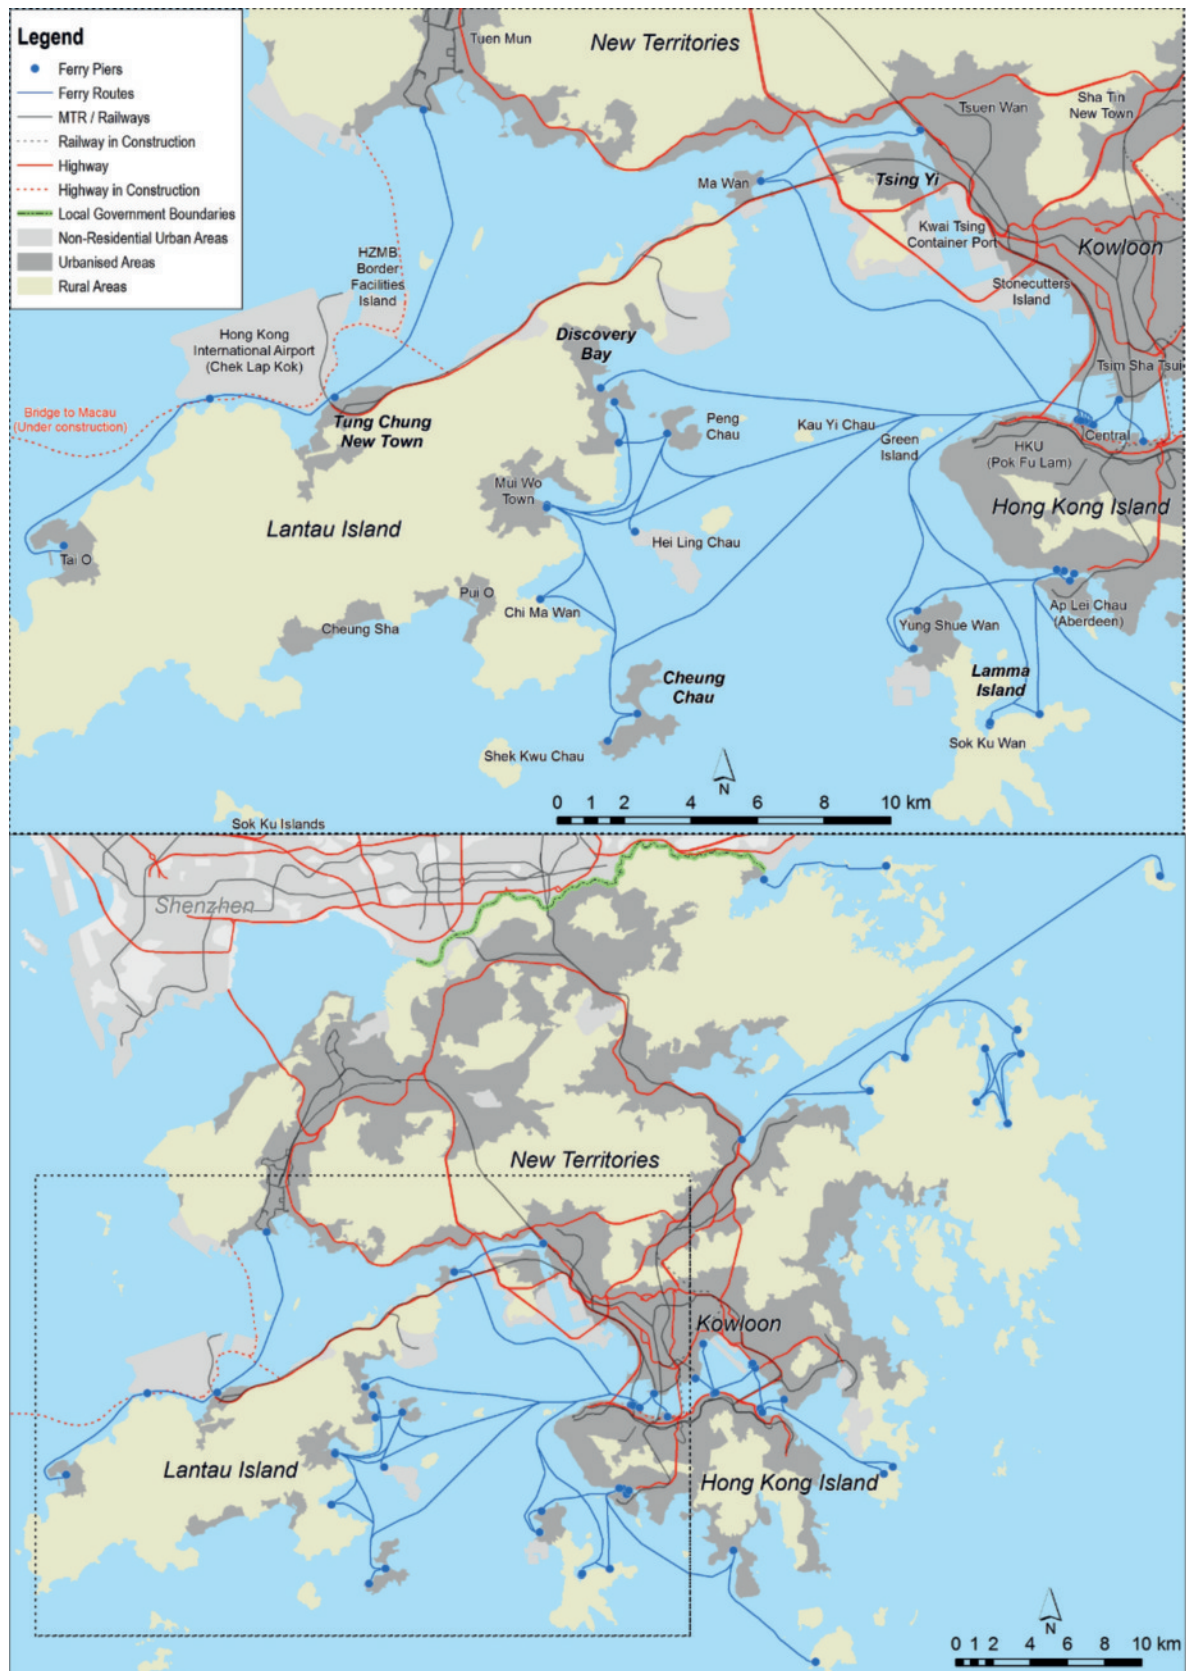 Legend
Ferry Piers
Ferry Routes
MTR / Railways
Railway in Construction
Highway
Highway in Construction
Local Government Boundaries
Non-Residential Urban Areas
Urbanised Areas
Rural Areas
Tuen Mun
New Territories
Tsuen Wan
Sha Tin
New Town
Ma Wan
Tsing Yi
Kwai Tsing
Container Port
Kowloon
Stonecutters
Island
HZMB
Border
Facilities
Island
Hong Kong
International Airport
(Chek Lap Kok)
Discovery
Bay
Tsim Sha Tsui
Bridge to Macau
(Under construction)
Tung Chung
New Town
Peng
Chau
Kau Yi Chau
Green
Island
Central
HKU
(Pok Fu Lam)
Mui Wo
Town
Hong Kong Island
Lantau Island
Hei Ling Chau
Tai O
Pui O
Chi Ma Wan
Cheung Sha
Ap Lei Chau
(Aberdeen)
Yung Shue Wan
Cheung
Chau
Lamma
Island
Shek Kwu Chau
Sok Ku Wan
N
0 1 2 4 6 8 10 km
Sok Ku Islands
Shenzhen
New Territories
Kowloon
Lantau Island
Hong Kong Island
N
0 1 2 4 6 8 10 km